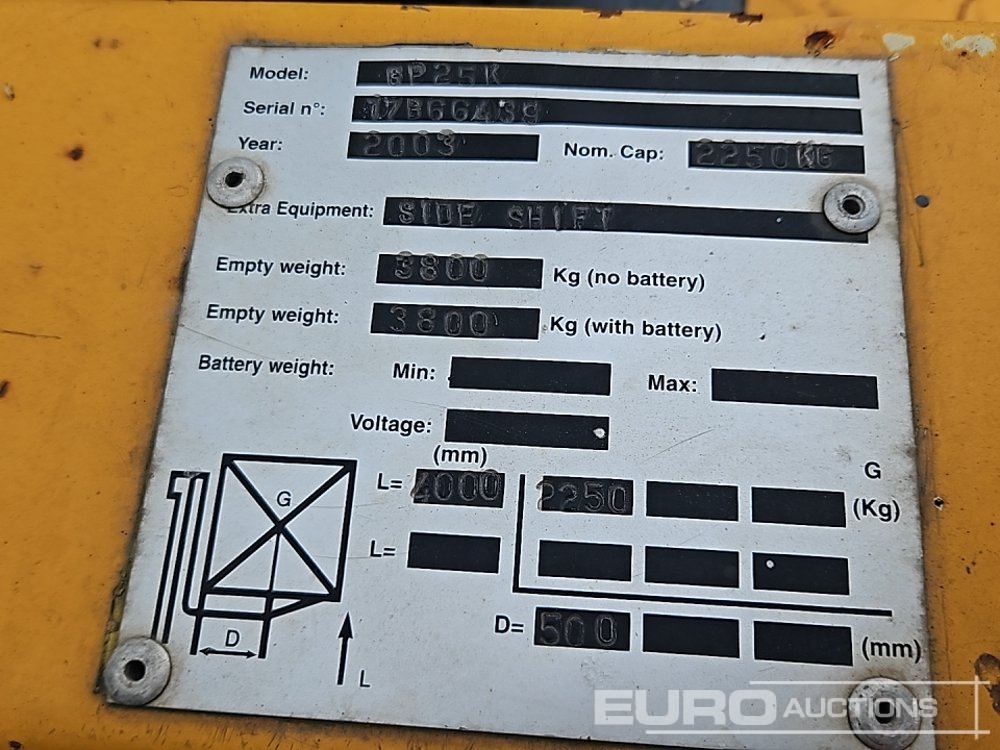 Model: GP25K
Serial n°: 17B66439
Year: 2003 Nom. Cap: 2250KG
Extra Equipment: SIDE SHIFT
Empty weight: 3800 Kg (no battery)
Empty weight: 3800 Kg (with battery)
Battery weight: Min: Max:
Voltage:
(mm) G
L= 4000 2250 (Kg)
L=
G
D= 500 (mm)
D
L
EURO AUCTIONS